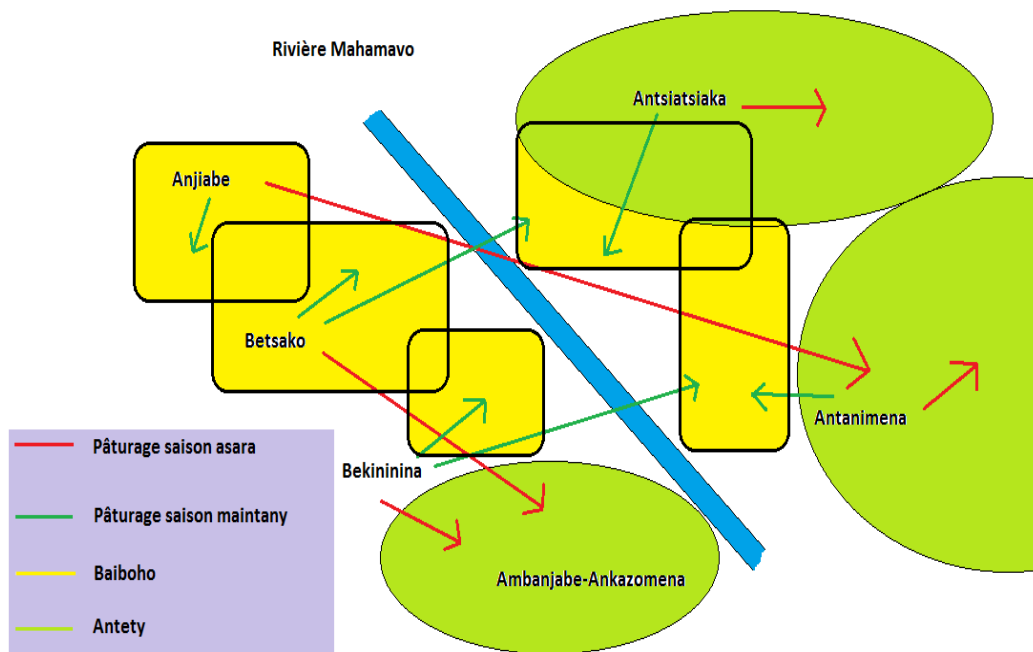 Rivière Mahamavo
Antsiatsiaka
Anjiabe
Betsako
Antanimena
Bekininina
Ambanjabe-Ankazomena
Pâturage saison asara
Pâturage saison maintany
Baiboho
Antety